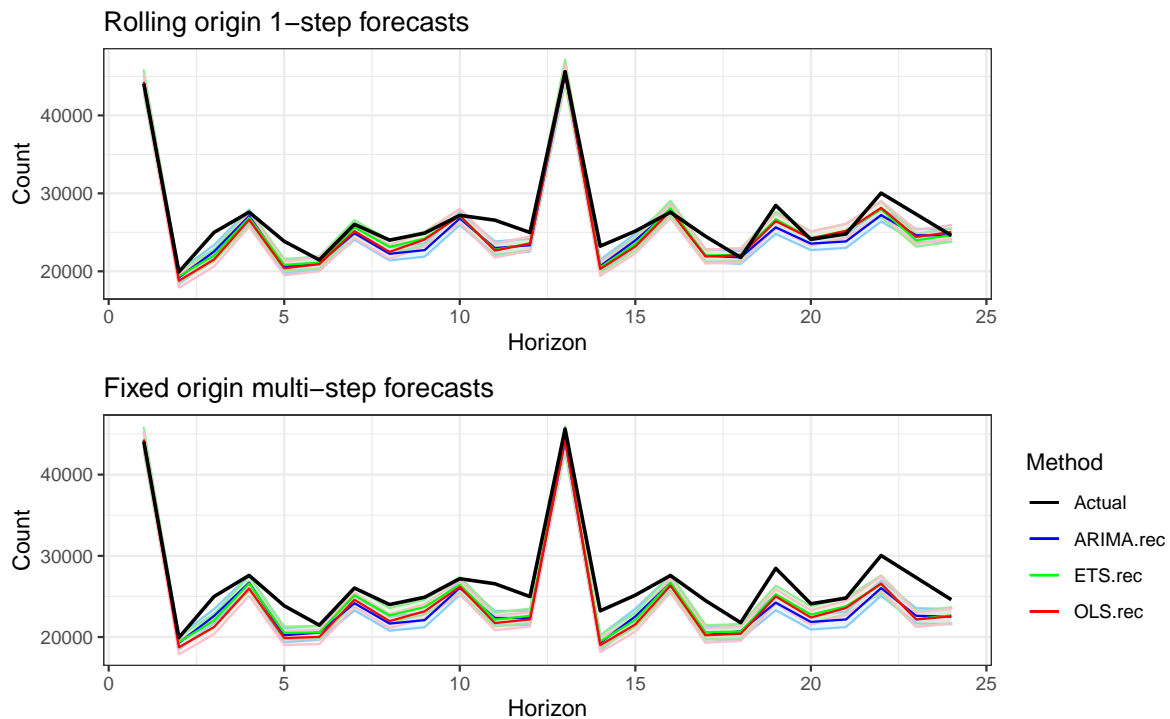 Rolling origin 1−step forecasts
Count
40000
30000
20000
0 5 10 15 20 25
Horizon
Fixed origin multi−step forecasts
Count
40000
30000
20000
0 5 10 15 20 25
Horizon
Method
Actual
ARIMA.rec
ETS.rec
OLS.rec